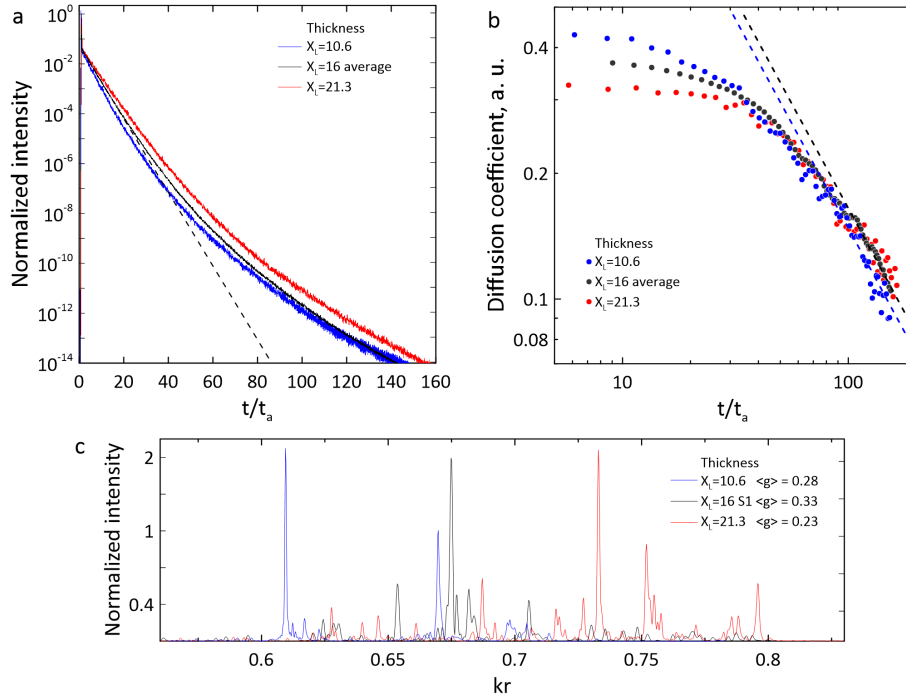 a
Normalized intensity
10^0
10^-2
10^-4
10^-6
10^-8
10^-10
10^-12
10^-14
0 20 40 60 80 100 120 140 160
t/t_a
Thickness
X_L=10.6
X_L=16 average
X_L=21.3
b
Diffusion coefficient, a. u.
0.4
0.2
0.1
0.08
10 100
t/t_a
Thickness
X_L=10.6
X_L=16 average
X_L=21.3
c
Normalized intensity
2
1
0.4
0.6 0.65 0.7 0.75 0.8
kr
Thickness
X_L=10.6 <g> = 0.28
X_L=16 S1 <g> = 0.33
X_L=21.3 <g> = 0.23